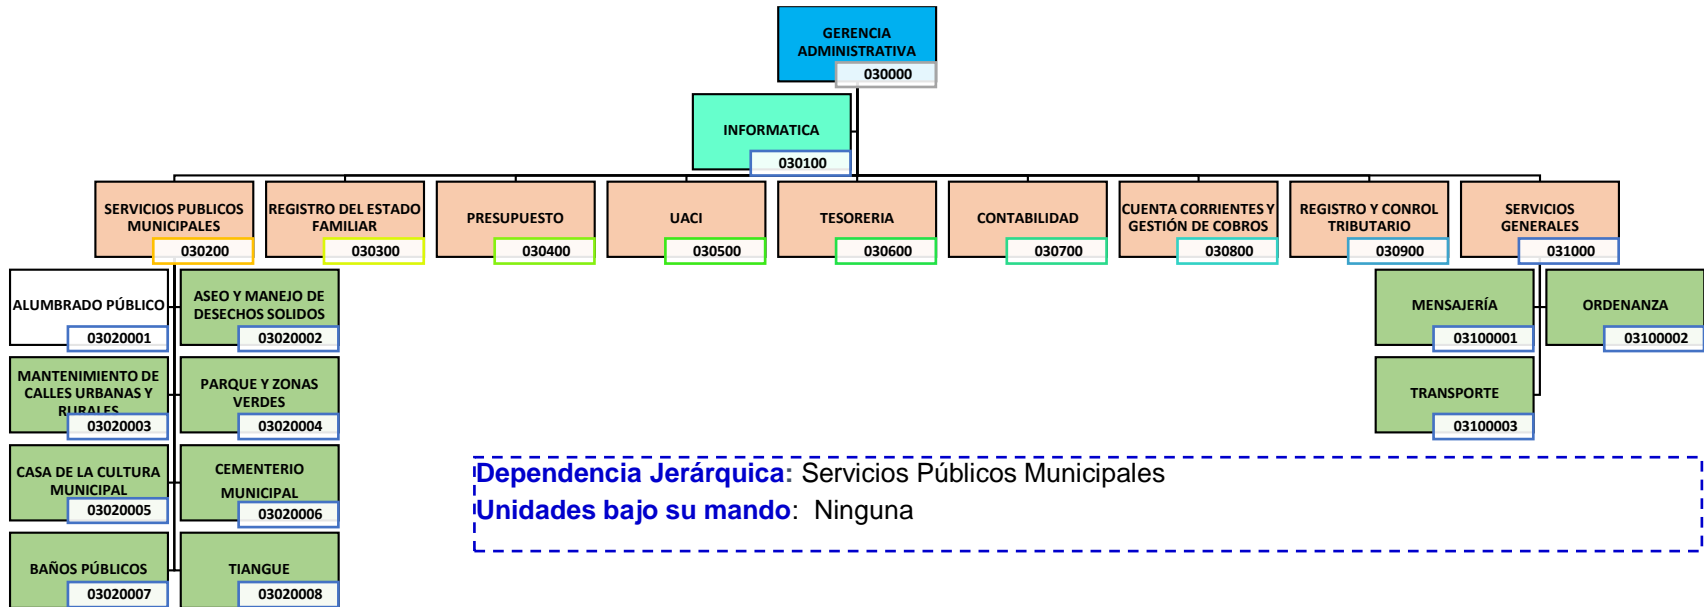 GERENCIA
ADMINISTRATIVA
030000
INFORMATICA
030100
SERVICIOS PUBLICOS
MUNICIPALES
030200
REGISTRO DEL ESTADO
FAMILIAR
030300
PRESUPUESTO
030400
UACI
030500
TESORERIA
030600
CONTABILIDAD
030700
CUENTA CORRIENTES Y
GESTIÓN DE COBROS
030800
REGISTRO Y CONROL
TRIBUTARIO
030900
SERVICIOS
GENERALES
031000
ALUMBRADO PÚBLICO
03020001
ASEO Y MANEJO DE
DESECHOS SOLIDOS
03020002
MANTENIMIENTO DE
CALLES URBANAS Y
RURALES
03020003
PARQUE Y ZONAS
VERDES
03020004
CASA DE LA CULTURA
MUNICIPAL
03020005
CEMENTERIO
MUNICIPAL
03020006
BAÑOS PÚBLICOS
03020007
TIANGUE
03020008
MENSAJERÍA
03100001
ORDENANZA
03100002
TRANSPORTE
03100003
Dependencia Jerárquica: Servicios Públicos Municipales
Unidades bajo su mando: Ninguna